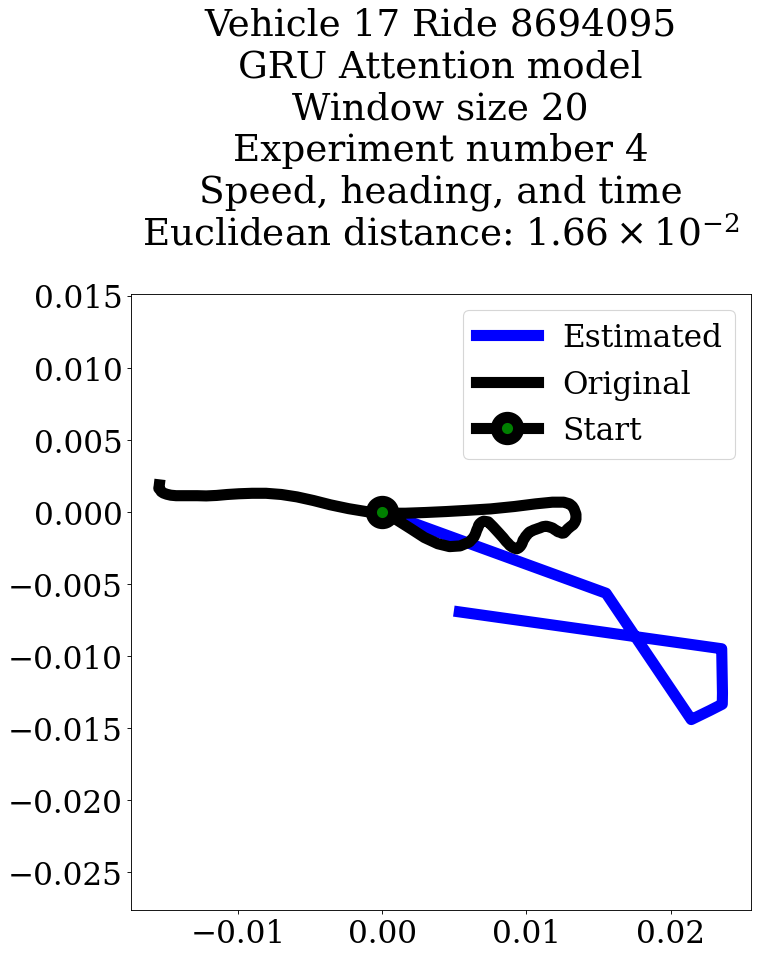 Vehicle 17 Ride 8694095
GRU Attention model
Window size 20
Experiment number 4
Speed, heading, and time
Euclidean distance: 1.66 × 10⁻²
0.015
0.010
0.005
0.000
−0.005
−0.010
−0.015
−0.020
−0.025
Estimated
Original
Start
−0.01
0.00
0.01
0.02